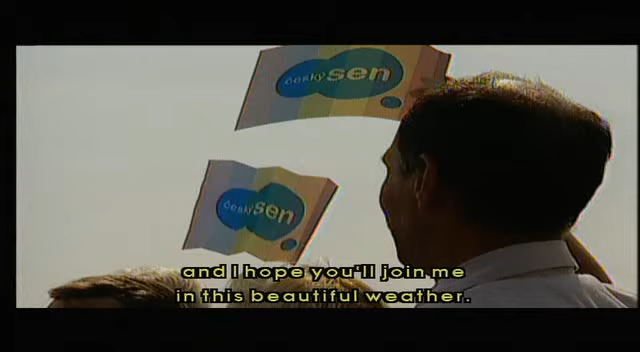 český sen
český sen
and I hope you'll join me
in this beautiful weather.